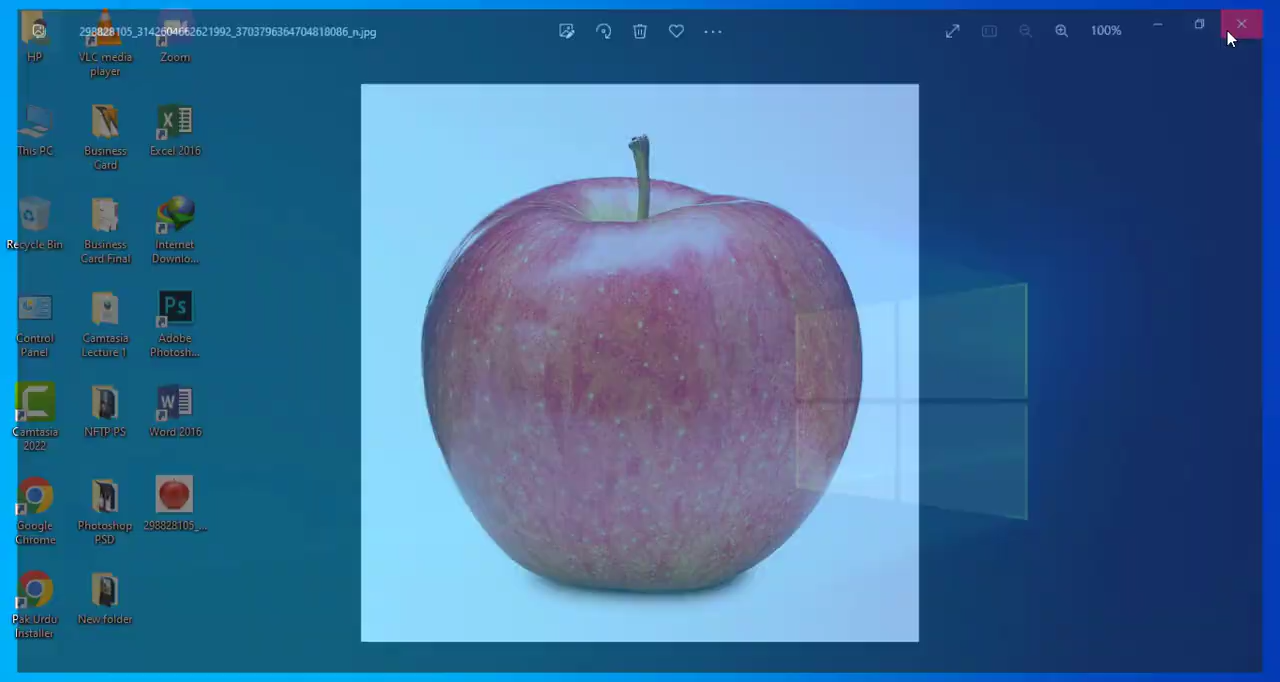 298828105_3142604662621992_3703796364704818086_n.jpg
100%
HP
VLC media
player
Zoom
This PC
Business
Card
Excel 2016
Recycle Bin
Business
Card Final
Internet
Downlo...
Control
Panel
Camtasia
Lecture 1
Ps
Adobe
Photosh...
Camtasia
2022
NFTP PS
Word 2016
Google
Chrome
Photoshop
PSD
298828105_...
Pak Urdu
Installer
New folder